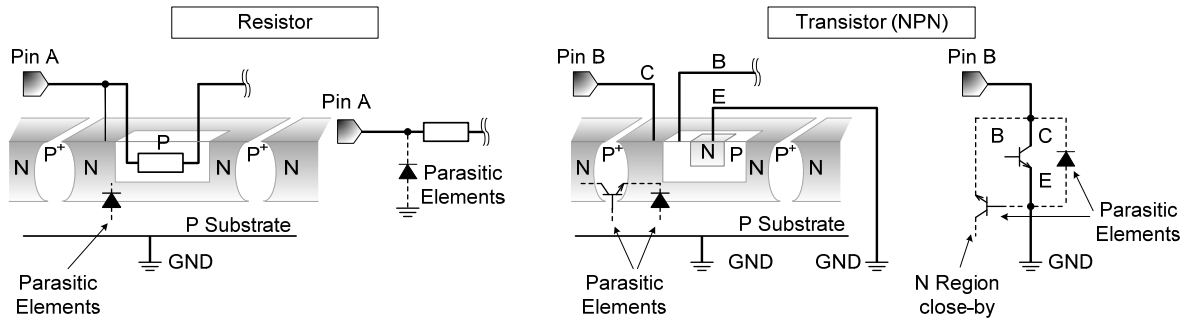 Resistor
Transistor (NPN)
Pin A
Pin B
C
B
E
Pin B
Pin A
N
P+
N
P
P+
N
N
P+
N
N
P
P+
N
B
C
E
Parasitic
Elements
P Substrate
GND
Parasitic
Elements
P Substrate
GND
GND
Parasitic
Elements
Parasitic
Elements
GND
N Region
close-by